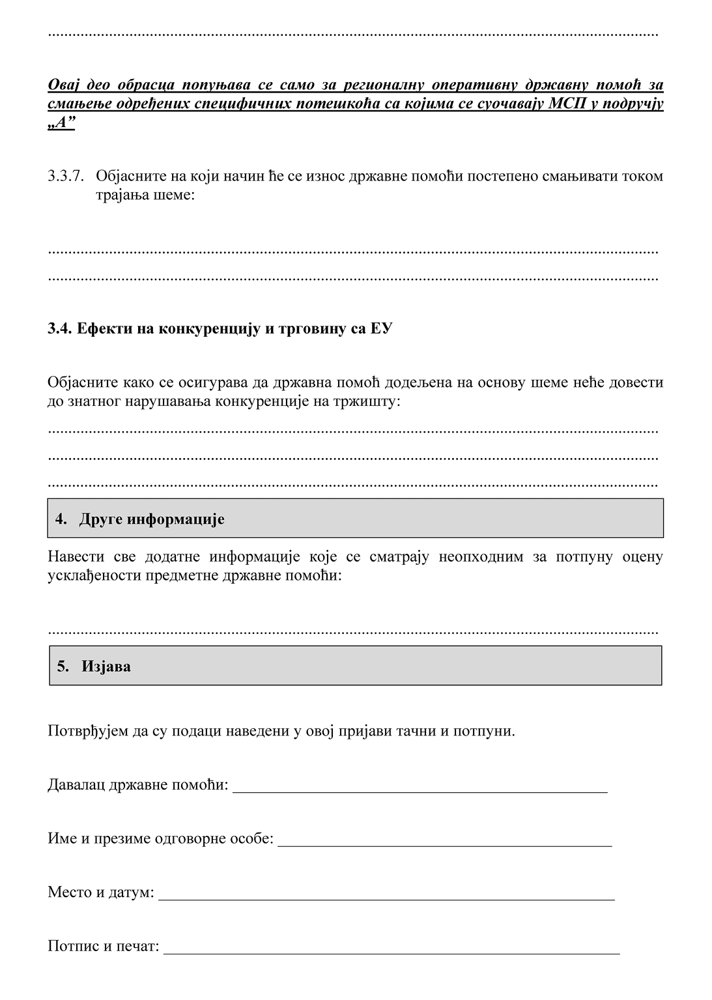 ................................................................................
Овај део обрасца попуњава се само за регионалну оперативну државну помоћ за
смањење одређених специфичних потешкоћа са којима се суочавају МСП у подручју
„А”
3.3.7. Објасните на који начин ће се износ државне помоћи постепено смањивати током
трајања шеме:
................................................................................
................................................................................
3.4. Ефекти на конкуренцију и трговину са ЕУ
Објасните како се осигурава да државна помоћ додељена на основу шеме неће довести
до знатног нарушавања конкуренције на тржишту:
................................................................................
................................................................................
................................................................................
4. Друге информације
Навести све додатне информације које се сматрају неопходним за потпуну оцену
усклађености предметне државне помоћи:
................................................................................
5. Изјава
Потврђујем да су подаци наведени у овој пријави тачни и потпуни.
Давалац државне помоћи: ______________________________
Име и презиме одговорне особе: ______________________________
Место и датум: ______________________________
Потпис и печат: ______________________________